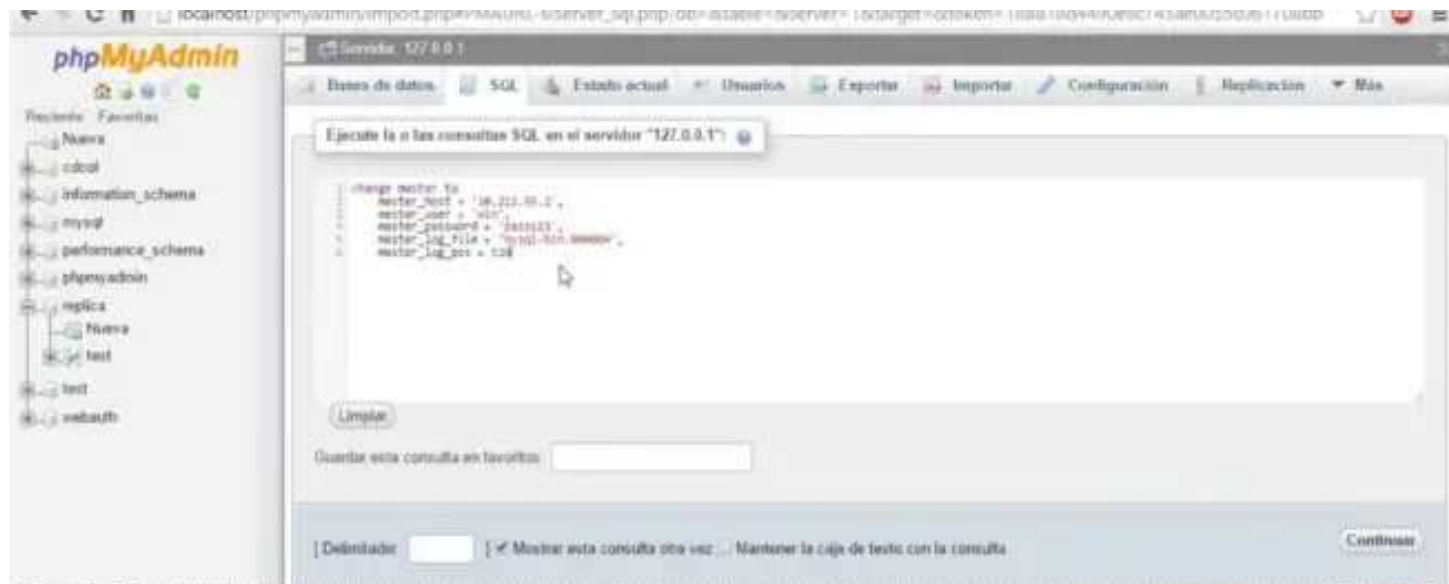 phpMyAdmin
Reciente Favoritas
Nueva
cdcol
information_schema
mysql
performance_schema
phpmyadmin
replica
Nueva
test
test
webauth
Servidor: 127.0.0.1
Bases de datos SQL Estado actual Usuarios Exportar Importar Configuración Replicación Más
Ejecute la o las consultas SQL en el servidor "127.0.0.1":
change master to
master_host =
master_user = 'win',
master_password =
master_log_file =
master_log_pos =
Limpiar
Guardar esta consulta en favoritos:
[ Delimitador ] Mostrar esta consulta otra vez Mantener la caja de texto con la consulta
Continuar